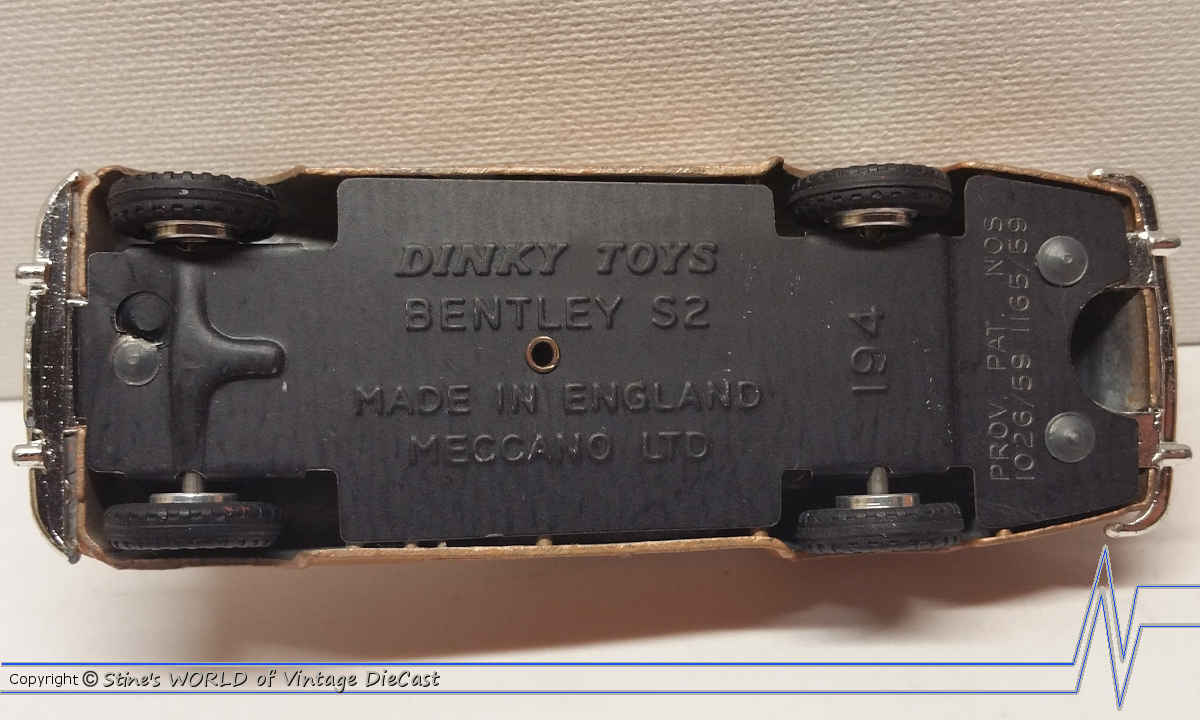 DINKY TOYS
BENTLEY S2
MADE IN ENGLAND
MECCANO LTD
194
PROV. PAT. NOS
1026/59 1165/59
Copyright © Stine's WORLD of Vintage DieCast